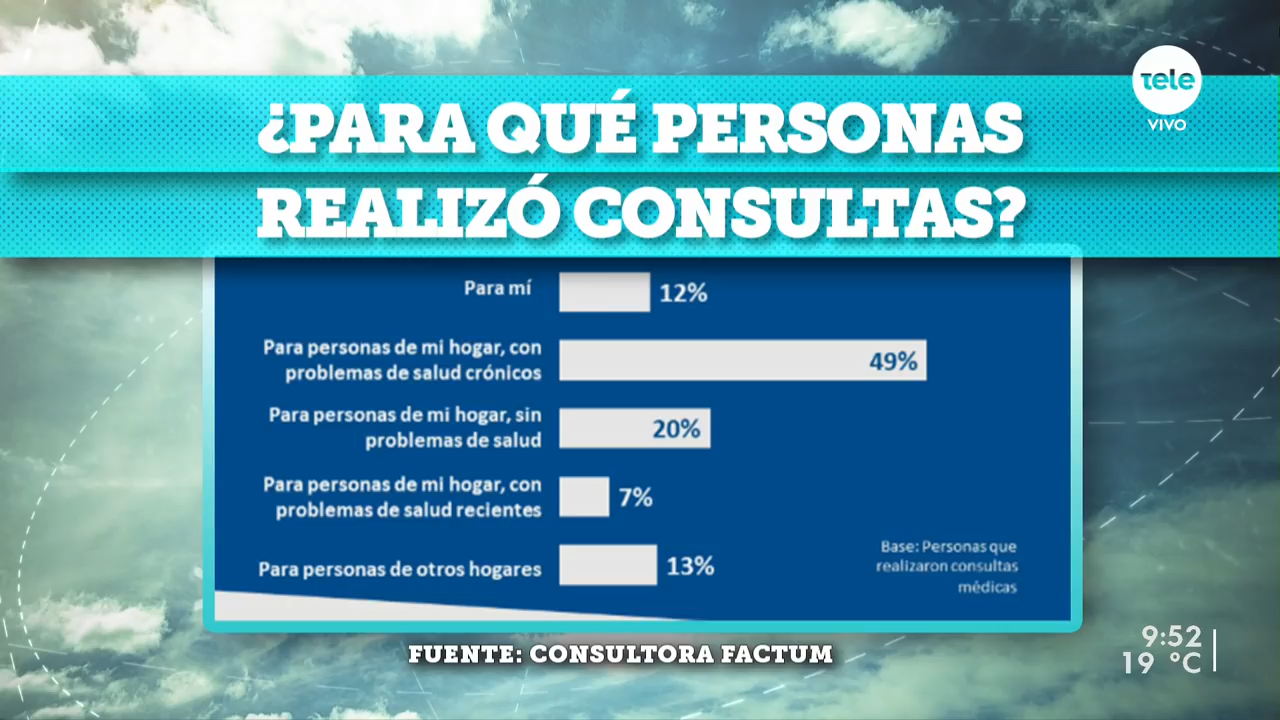 ¿PARA QUÉ PERSONAS
REALIZÓ CONSULTAS?
tele
VIVO
Para mí
12%
Para personas de mi hogar, con
problemas de salud crónicos
49%
Para personas de mi hogar, sin
problemas de salud
20%
Para personas de mi hogar, con
problemas de salud recientes
7%
Para personas de otros hogares
13%
Base: Personas que
realizaron consultas
médicas
FUENTE: CONSULTORA FACTUM
9:52
19 °C